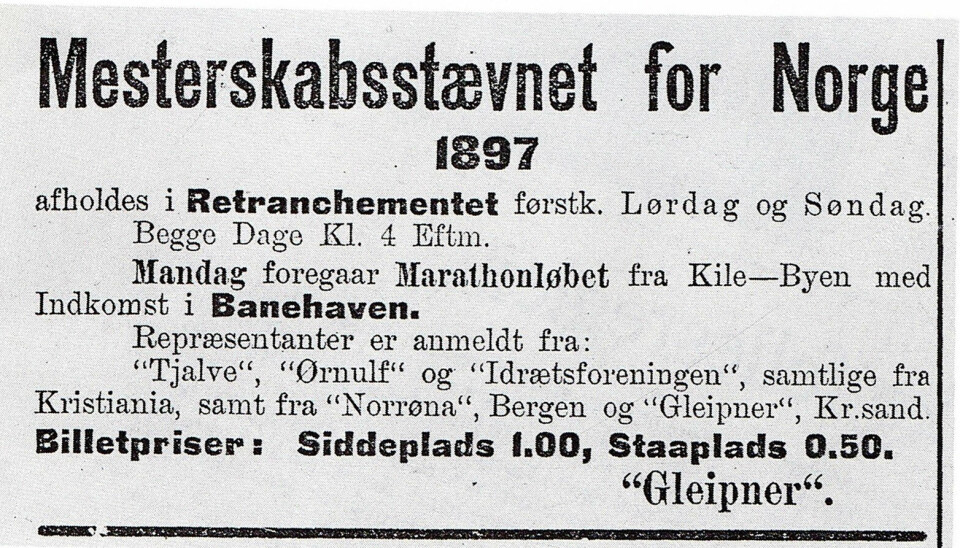 Mesterskabsstævnet for Norge
1897
afholdes i Retranchementet førstk. Lørdag og Søndag.
Begge Dage Kl. 4 Eftm.
Mandag foregaar Marathonløbet fra Kile—Byen med
Indkomst i Banehaven.
Repræsentanter er anmeldt fra:
“Tjalve“, “Ørnulf“ og “Idrætsforeningen“, samtlige fra
Kristiania, samt fra “Norrøna“, Bergen og “Gleipner“, Kr.sand.
Billetpriser: Siddeplads 1.00, Staaplads 0.50.
“Gleipner“.